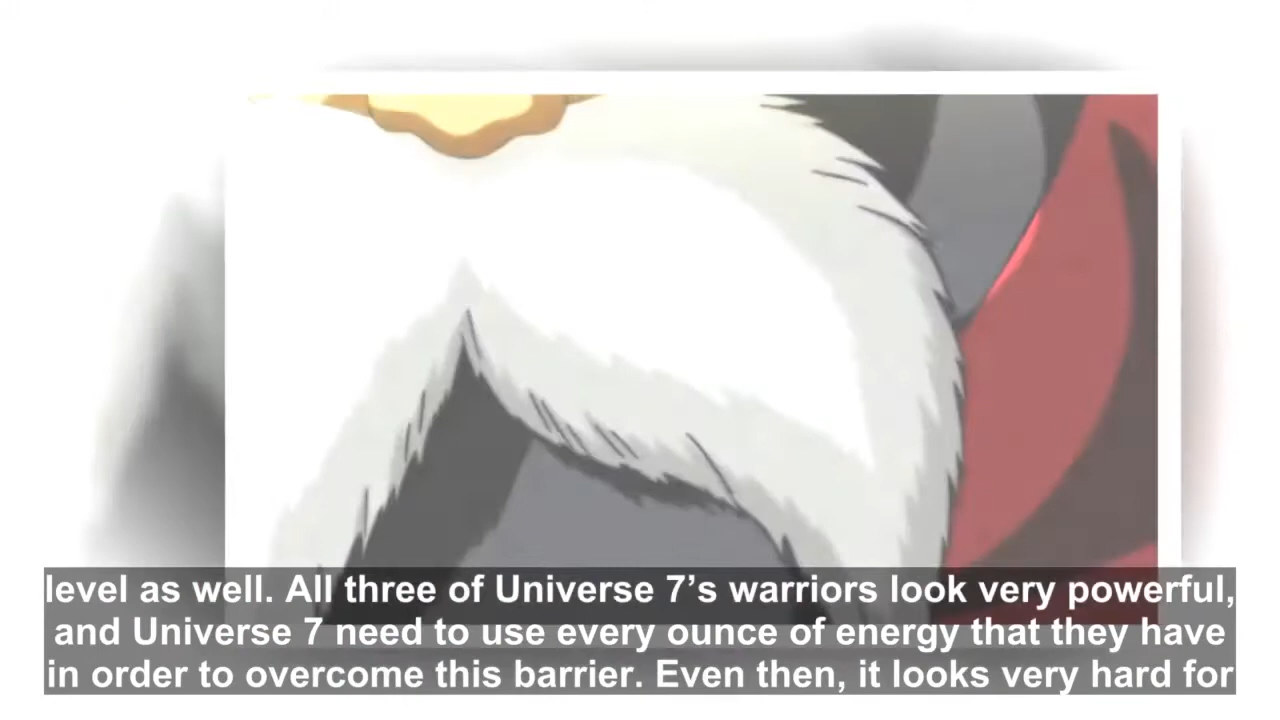 level as well. All three of Universe 7’s warriors look very powerful,
and Universe 7 need to use every ounce of energy that they have
in order to overcome this barrier. Even then, it looks very hard for